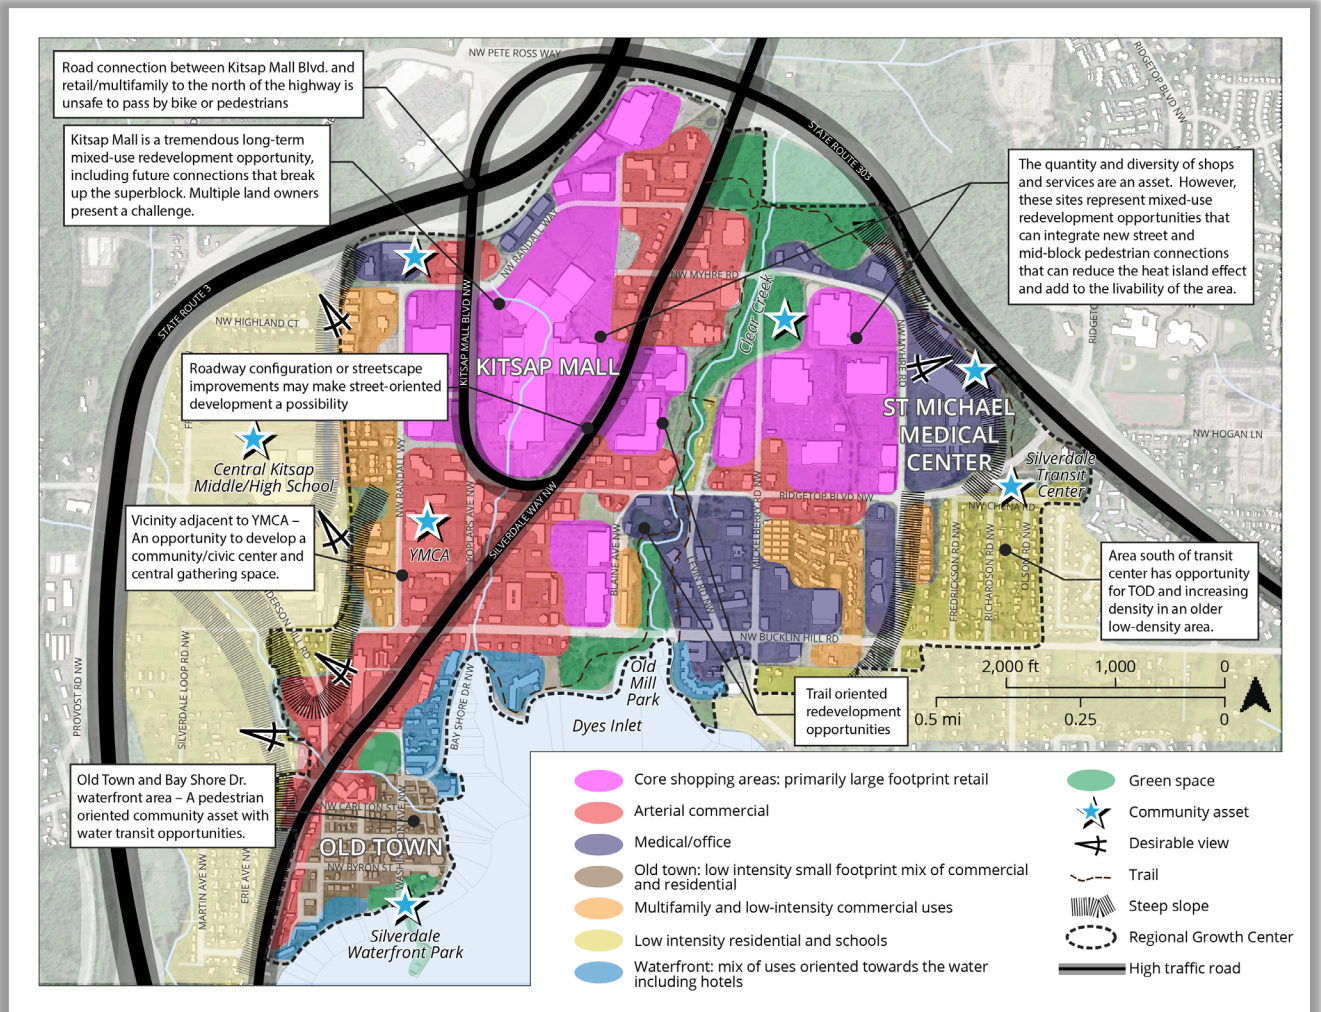 NW PETE ROSS WAY
RIDGETOP BLVD NW
Road connection between Kitsap Mall Blvd. and
retail/multifamily to the north of the highway is
unsafe to pass by bike or pedestrians
Kitsap Mall is a tremendous long-term
mixed-use redevelopment opportunity,
including future connections that break
up the superblock. Multiple land owners
present a challenge.
STATE ROUTE 303
The quantity and diversity of shops
and services are an asset.  However,
these sites represent mixed-use
redevelopment opportunities that
can integrate new street and
mid-block pedestrian connections
that can reduce the heat island effect
and add to the livability of the area.
NW RANDALL WAY
NW MYHRE RD
STATE ROUTE 3
NW HIGHLAND CT
Clear Creek
KITSAP MALL BLVD NW
NW MYHRE RD
Roadway configuration or streetscape
improvements may make street-oriented
development a possibility
KITSAP MALL
ST MICHAEL
MEDICAL
CENTER
NW HOGAN LN
Central Kitsap
Middle/High School
NW RANDALL WY
Silverdale
Transit
Center
RIDGETOP BLVD NW
NW CHENA RD
Vicinity adjacent to YMCA –
An opportunity to develop a
community/civic center and
central gathering space.
YMCA
POPLARS AVE NW
SILVERDALE WAY NW
BLAINE AVE NW
LEVIN RD NW
MICKELBERRY RD NW
FREDRICKSON RD NW
RICHARDSON RD NW
OLSON RD NW
Area south of transit
center has opportunity
for TOD and increasing
density in an older
low-density area.
ANDERSON HILL RD
NW BUCKLIN HILL RD
PROVOST RD NW
SILVERDALE LOOP RD NW
BAY SHORE DR NW
Old
Mill
Park
Dyes Inlet
Trail oriented
redevelopment
opportunities
2,000 ft
1,000
0
0.5 mi
0.25
0
Old Town and Bay Shore Dr.
waterfront area – A pedestrian
oriented community asset with
water transit opportunities.
NW CARLTON ST
OLD TOWN
NW BYRON ST
WASHINGTON AVE NW
MARTIN AVE NW
ERIE AVE NW
Silverdale
Waterfront Park
Core shopping areas: primarily large footprint retail
Arterial commercial
Medical/office
Old town: low intensity small footprint mix of commercial
and residential
Multifamily and low-intensity commercial uses
Low intensity residential and schools
Waterfront: mix of uses oriented towards the water
including hotels
Green space
Community asset
Desirable view
Trail
Steep slope
Regional Growth Center
High traffic road